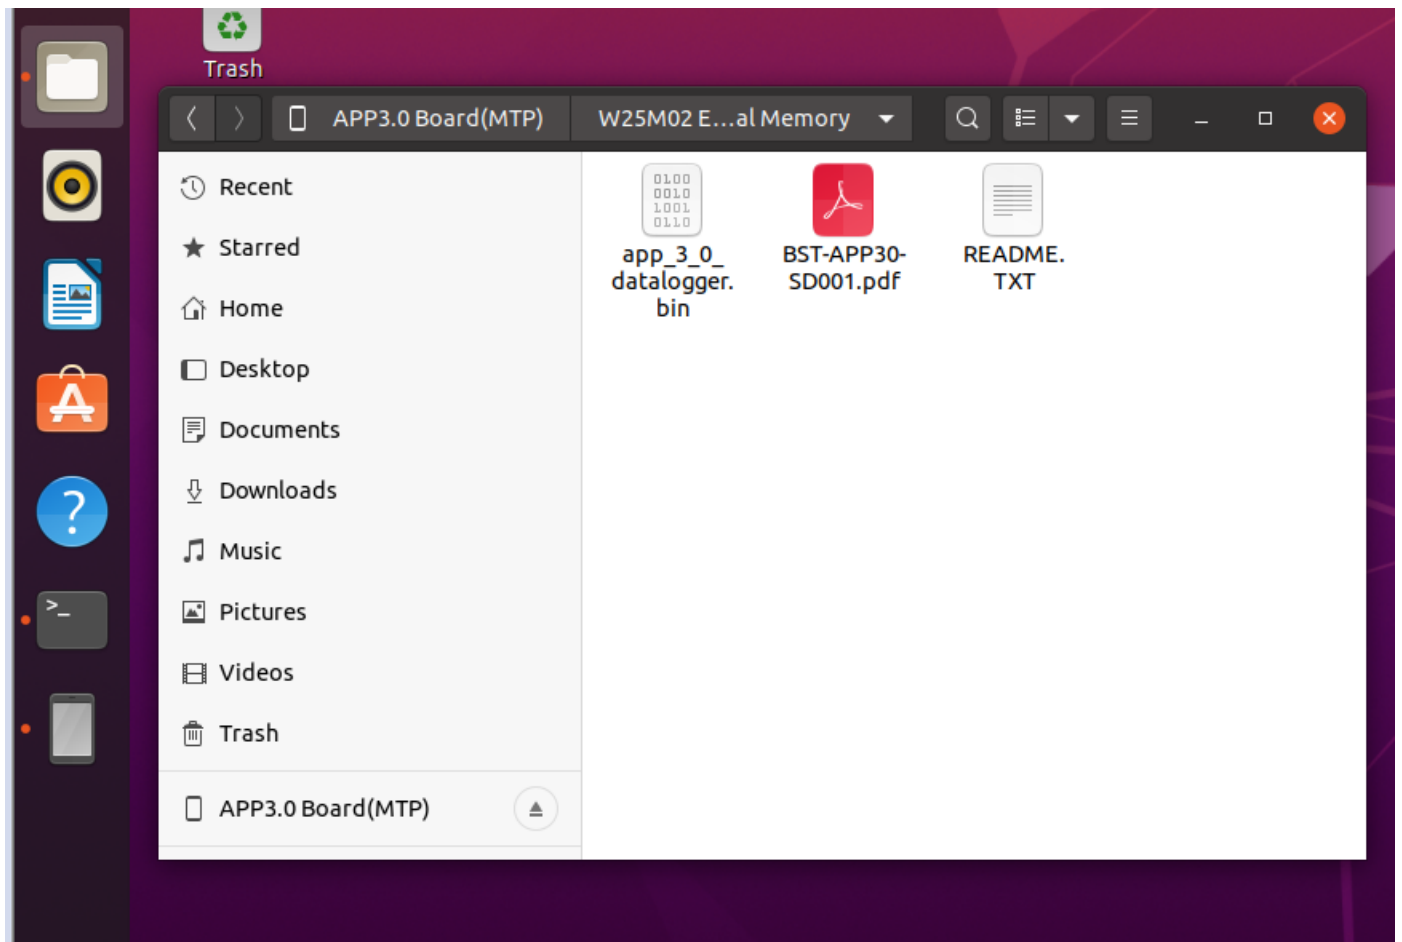 Trash
APP3.0 Board(MTP)
W25M02 E...al Memory
Recent
Starred
Home
Desktop
Documents
Downloads
Music
Pictures
Videos
Trash
APP3.0 Board(MTP)
0100
0010
1001
0110
app_3_0_
datalogger.
bin
BST-APP30-
SD001.pdf
README.
TXT
A
?
>_